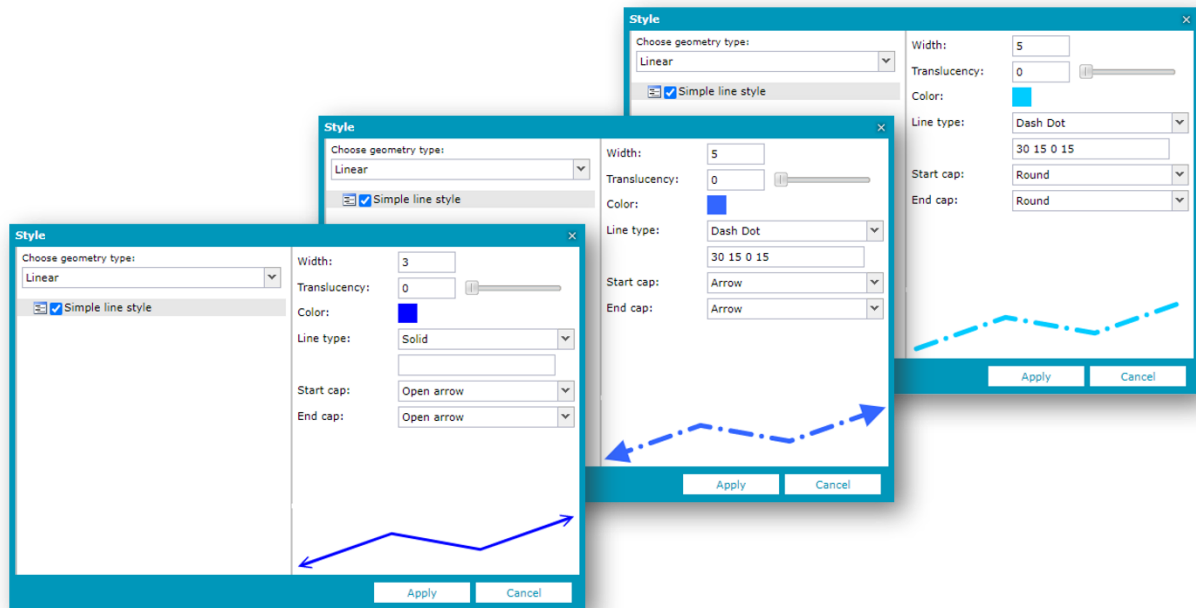 Style
Choose geometry type:
Linear
Simple line style
Width: 5
Translucency: 0
Color:
Line type: Dash Dot
30 15 0 15
Start cap: Round
End cap: Round
Apply Cancel
Style
Choose geometry type:
Linear
Simple line style
Width: 5
Translucency: 0
Color:
Line type: Dash Dot
30 15 0 15
Start cap: Arrow
End cap: Arrow
Apply Cancel
Style
Choose geometry type:
Linear
Simple line style
Width: 3
Translucency: 0
Color:
Line type: Solid
Start cap: Open arrow
End cap: Open arrow
Apply Cancel